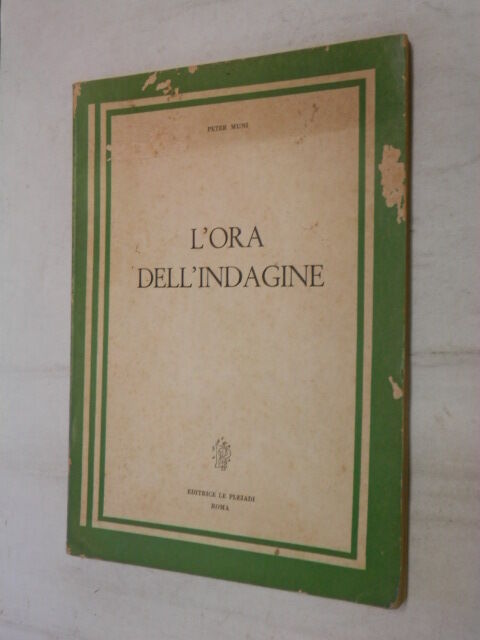 PETER MUNI
L'ORA
DELL'INDAGINE
EDITRICE LE PLEIADI
ROMA